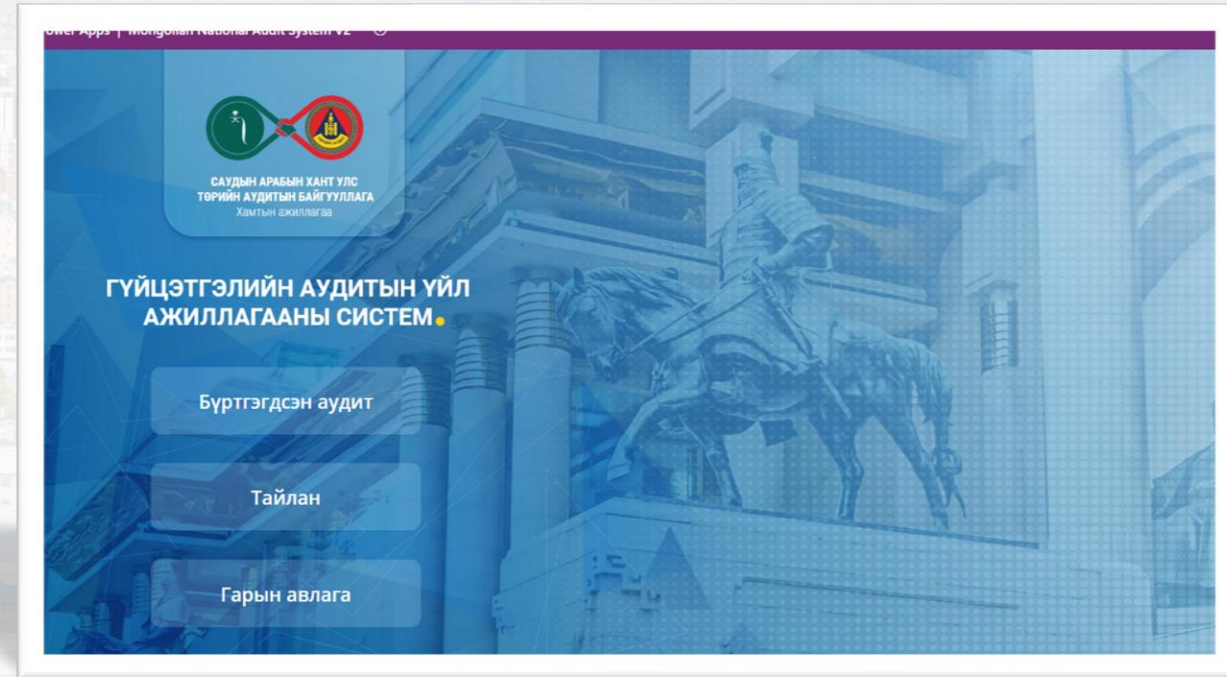 Power Apps | Mongolian National Audit System V2
САУДЫН АРАБЫН ХАНТ УЛС
ТӨРИЙН АУДИТЫН БАЙГУУЛЛАГА
Хамтын ажиллагаа
ГҮЙЦЭТГЭЛИЙН АУДИТЫН ҮЙЛ
АЖИЛЛАГААНЫ СИСТЕМ.
Бүртгэгдсэн аудит
Тайлан
Гарын авлага